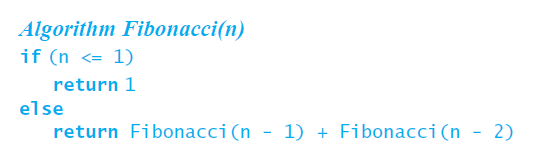 Algorithm Fibonacci(n)
if (n <= 1)
return 1
else
return Fibonacci(n - 1) + Fibonacci(n - 2)